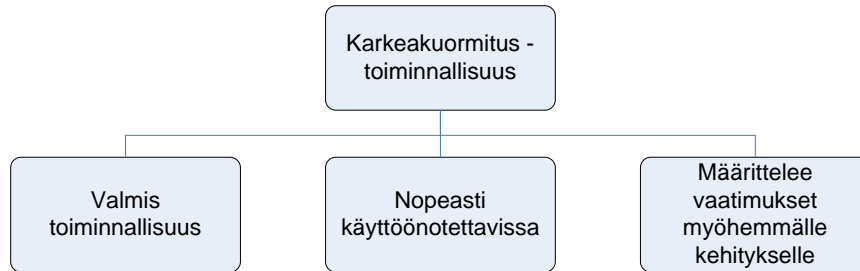 Karkeakuormitus -
toiminnallisuus
Valmis
toiminnallisuus
Nopeasti
käyttöönotettavissa
Määrittelee
vaatimukset
myöhemmälle
kehitykselle